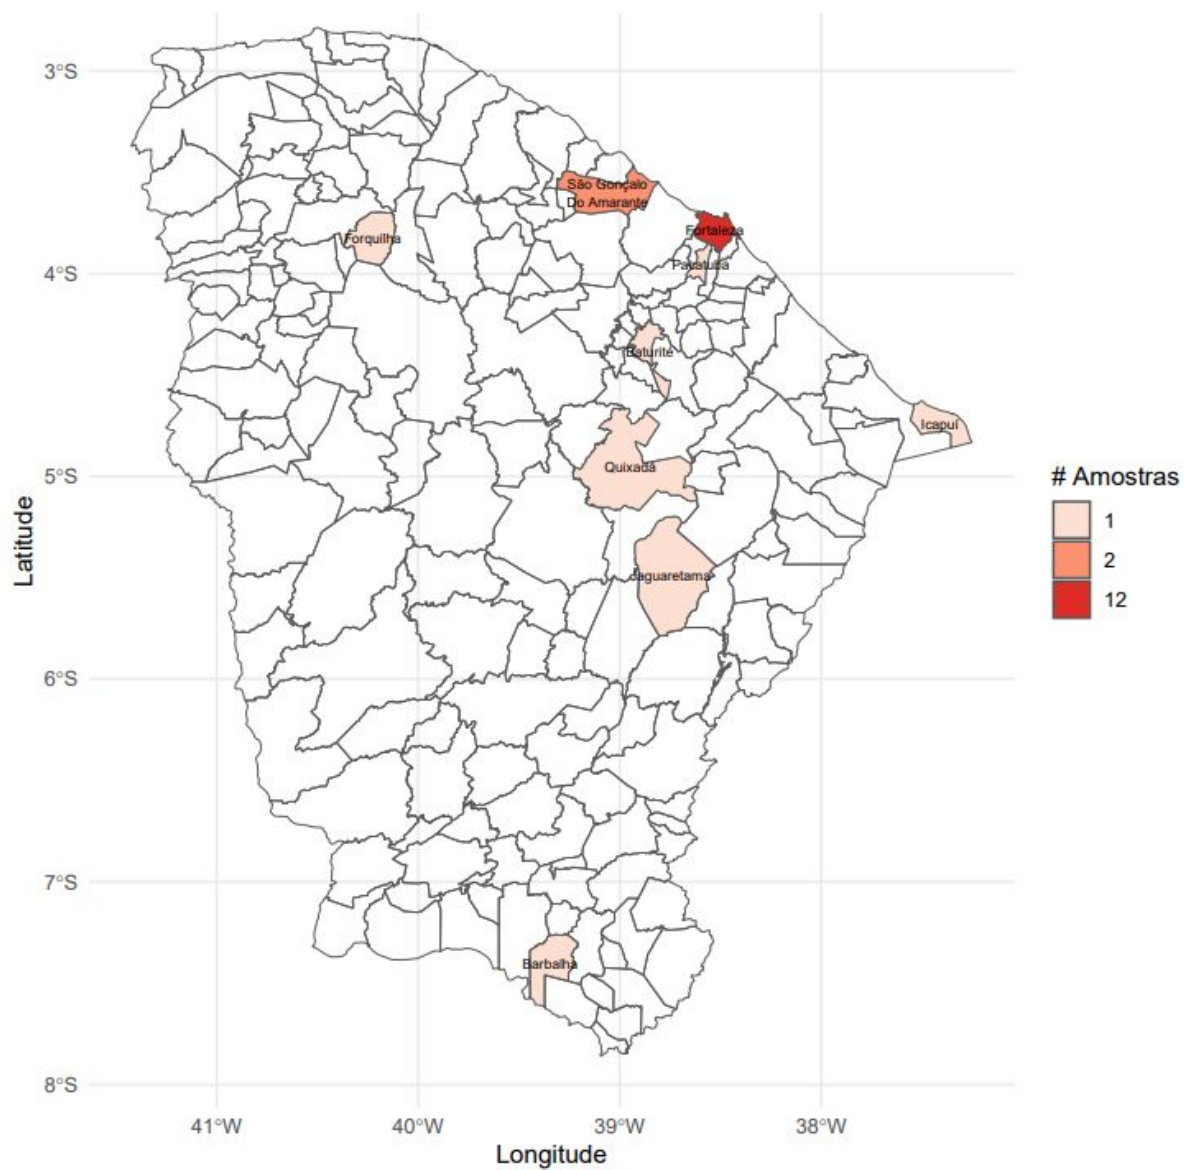 3°S
4°S
5°S
6°S
7°S
8°S
Latitude
São Gonçalo
Do Amarante
Fortaleza
Forquilha
Pacatuba
Baturité
Icapuí
Quixadá
Jaguaretama
Barbalha
41°W
40°W
39°W
38°W
Longitude
# Amostras
1
2
12